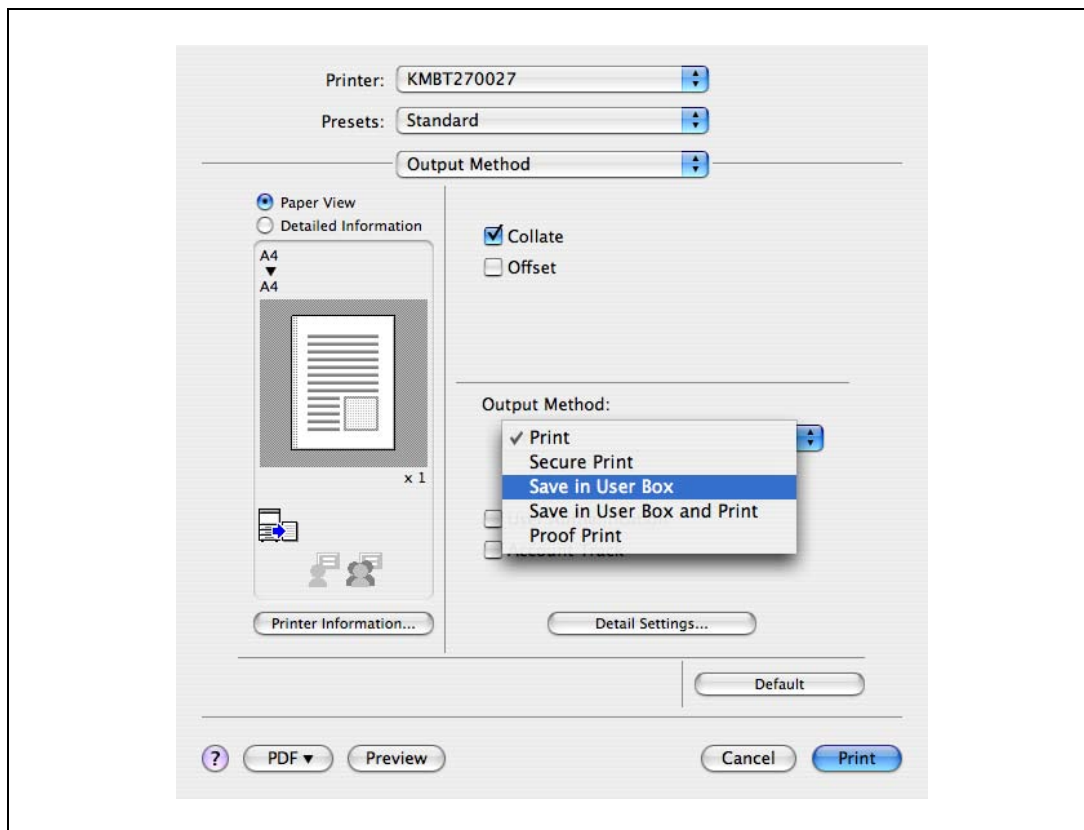 Printer: KMBT270027
Presets: Standard
Output Method
Paper View
Detailed Information
A4
A4
x 1
Printer Information...
Collate
Offset
Output Method:
Print
Secure Print
Save in User Box
Save in User Box and Print
Proof Print
Account Track
Detail Settings...
Default
? PDF Preview Cancel Print